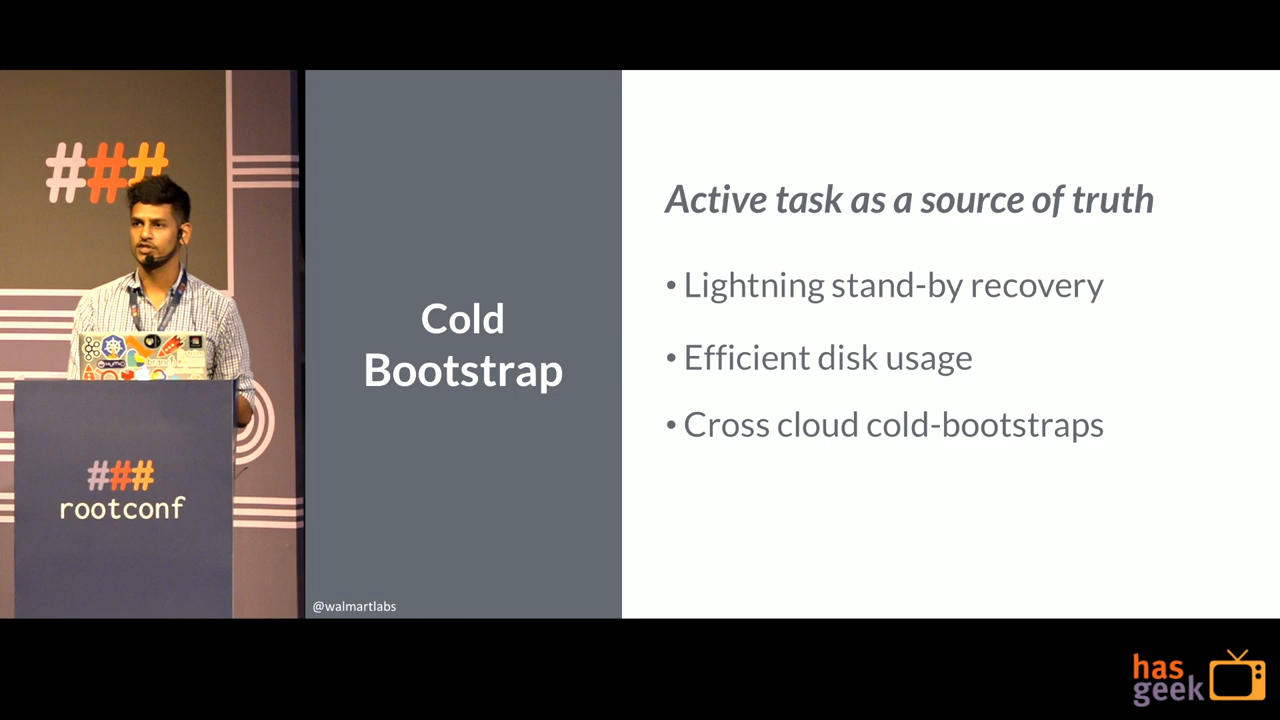 ###
###
rootconf
Cold
Bootstrap
@walmartlabs
Active task as a source of truth
• Lightning stand-by recovery
• Efficient disk usage
• Cross cloud cold-bootstraps
has
geek